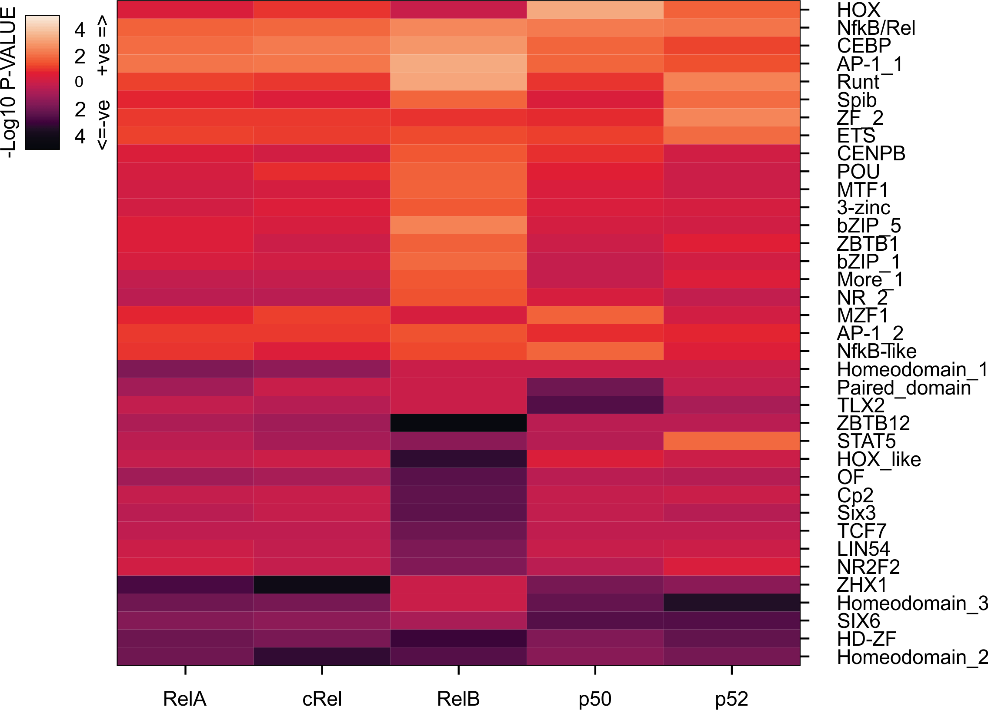 -Log10 P-VALUE
4
2
0
2
4
+ve =>
<=-ve
HOX
NfkB/Rel
CEBP
AP-1_1
Runt
Spib
ZF_2
ETS
CENPB
POU
MTF1
3-zinc
bZIP_5
ZBTB1
bZIP_1
More_1
NR_2
MZF1
AP-1_2
NfkB-like
Homeodomain_1
Paired_domain
TLX2
ZBTB12
STAT5
HOX_like
OF
Cp2
Six3
TCF7
LIN54
NR2F2
ZHX1
Homeodomain_3
SIX6
HD-ZF
Homeodomain_2
RelA cRel RelB p50 p52